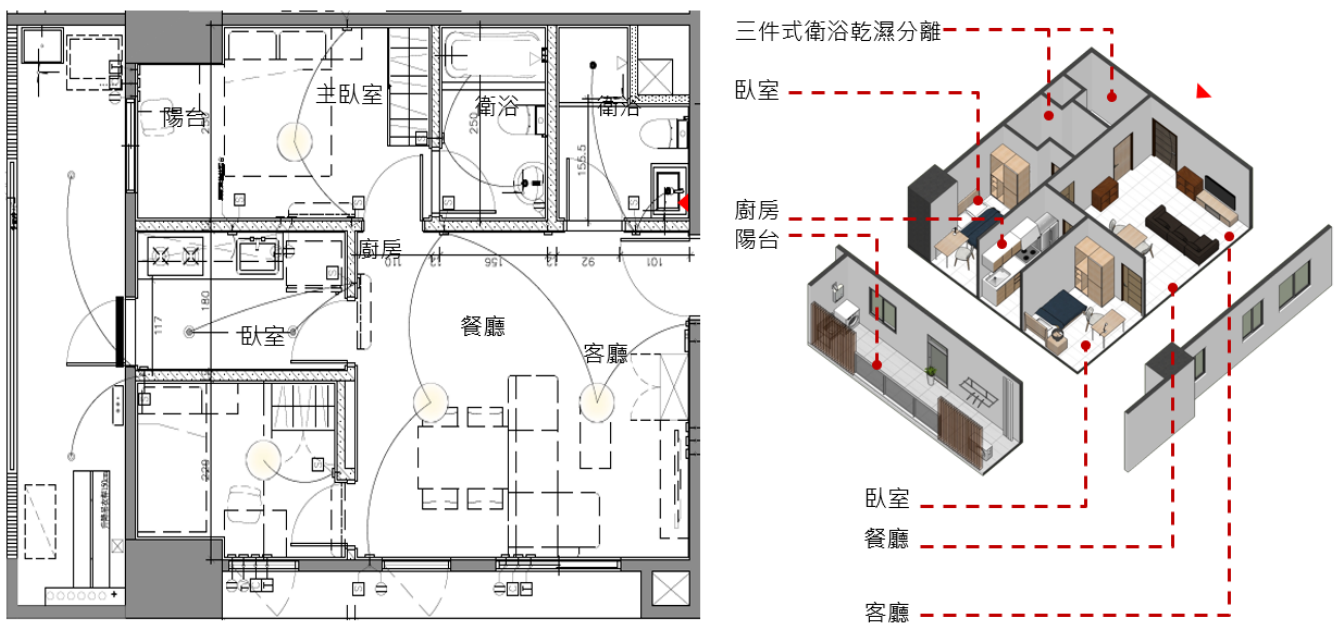 主臥室
陽台
衛浴
衛浴
250
155.5
廚房
110
156
92
101
180
117
臥室
餐廳
客廳
229
三件式衛浴乾濕分離
臥室
廚房
陽台
臥室
餐廳
客廳